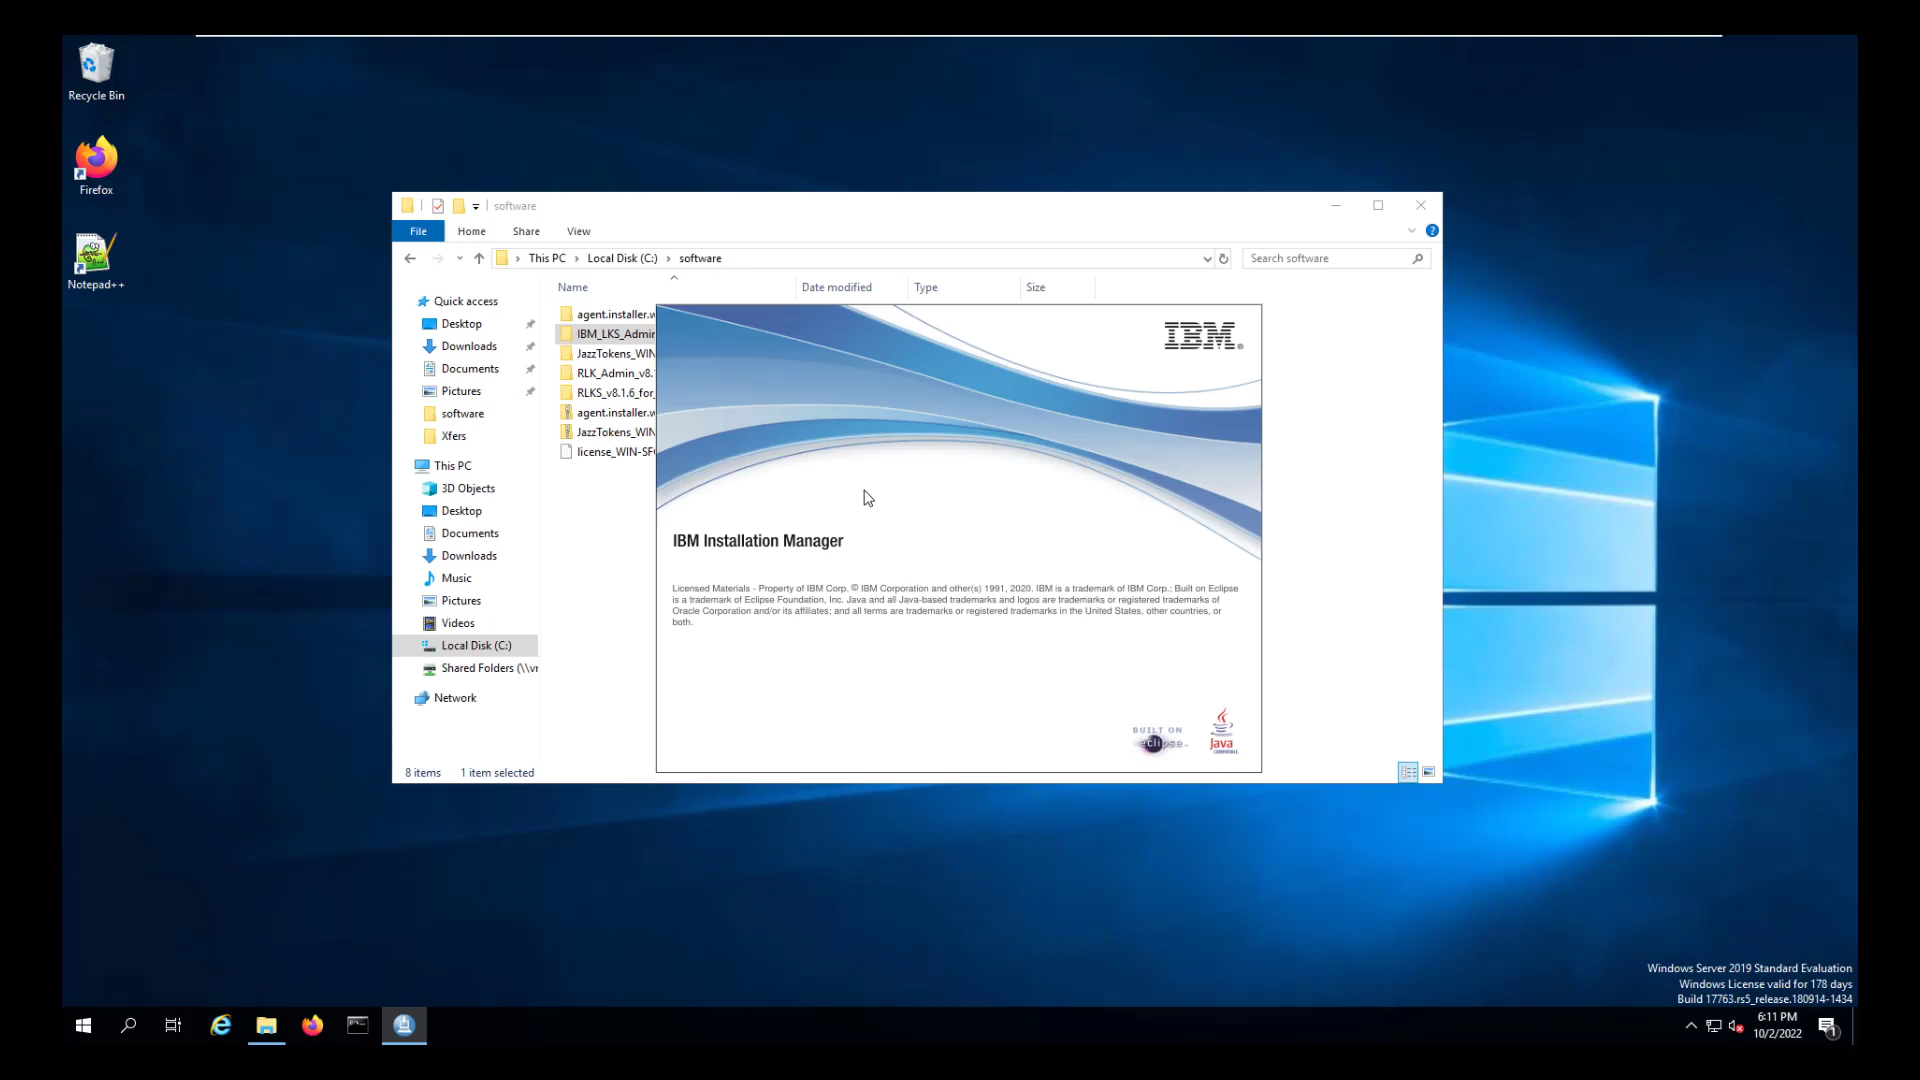 Recycle Bin
Firefox
Notepad++
software
File Home Share View
This PC Local Disk (C:) software
Search software
Name Date modified Type Size
Quick access
Desktop
Downloads
Documents
Pictures
software
Xfers
This PC
3D Objects
Desktop
Documents
Downloads
Music
Pictures
Videos
Local Disk (C:)
Shared Folders (\\vr
Network
agent.installer.w
IBM_LKS_Admin
JazzTokens_WIN
RLK_Admin_v8.
RLKS_v8.1.6_for_
agent.installer.w
JazzTokens_WIN
license_WIN-SF
IBM.
IBM Installation Manager
Licensed Materials - Property of IBM Corp. © IBM Corporation and other(s) 1991, 2020. IBM is a trademark of IBM Corp.; Built on Eclipse
is a trademark of Eclipse Foundation, Inc. Java and all Java-based trademarks and logos are trademarks or registered trademarks of
Oracle Corporation and/or its affiliates; and all terms are trademarks or registered trademarks in the United States, other countries, or
both.
BUILT ON
eclipse
Java
COMPATIBLE
8 items 1 item selected
Windows Server 2019 Standard Evaluation
Windows License valid for 178 days
Build 17763.rs5_release.180914-1434
6:11 PM
10/2/2022
1